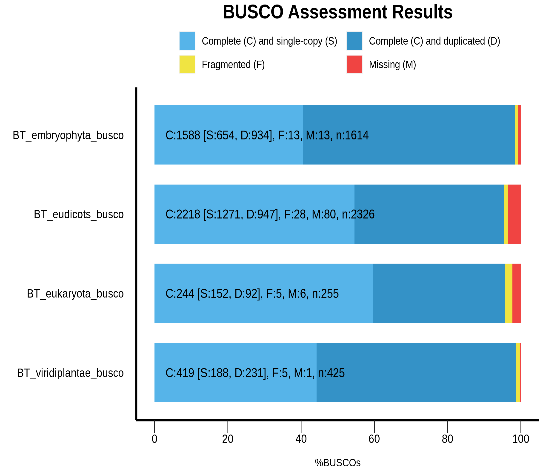 BUSCO Assessment Results
Complete (C) and single-copy (S) Complete (C) and duplicated (D)
Fragmented (F) Missing (M)
BT_embryophyta_busco C:1588 [S:654, D:934], F:13, M:13, n:1614
BT_eudicots_busco C:2218 [S:1271, D:947], F:28, M:80, n:2326
BT_eukaryota_busco C:244 [S:152, D:92], F:5, M:6, n:255
BT_viridiplantae_busco C:419 [S:188, D:231], F:5, M:1, n:425
0 20 40 60 80 100
%BUSCOs